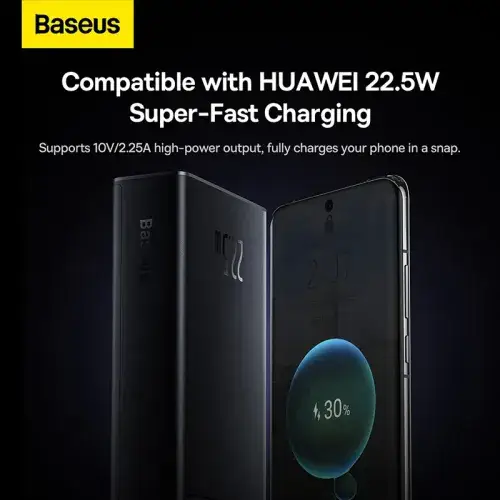 Baseus
Compatible with HUAWEI 22.5W
Super-Fast Charging
Supports 10V/2.25A high-power output, fully charges your phone in a snap.
Baseus
30%